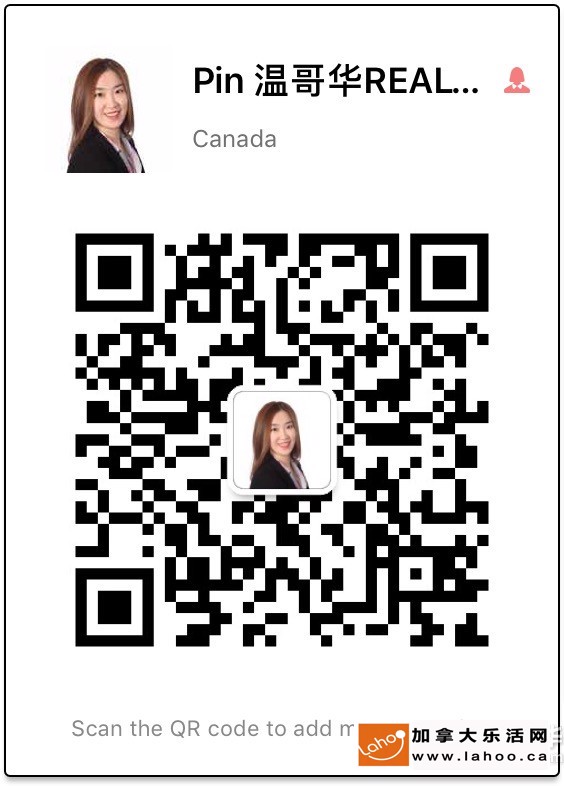 Pin 温哥华REAL...
Canada
Scan the QR code to add m
Lahoo
加拿大乐活网
www.lahoo.ca